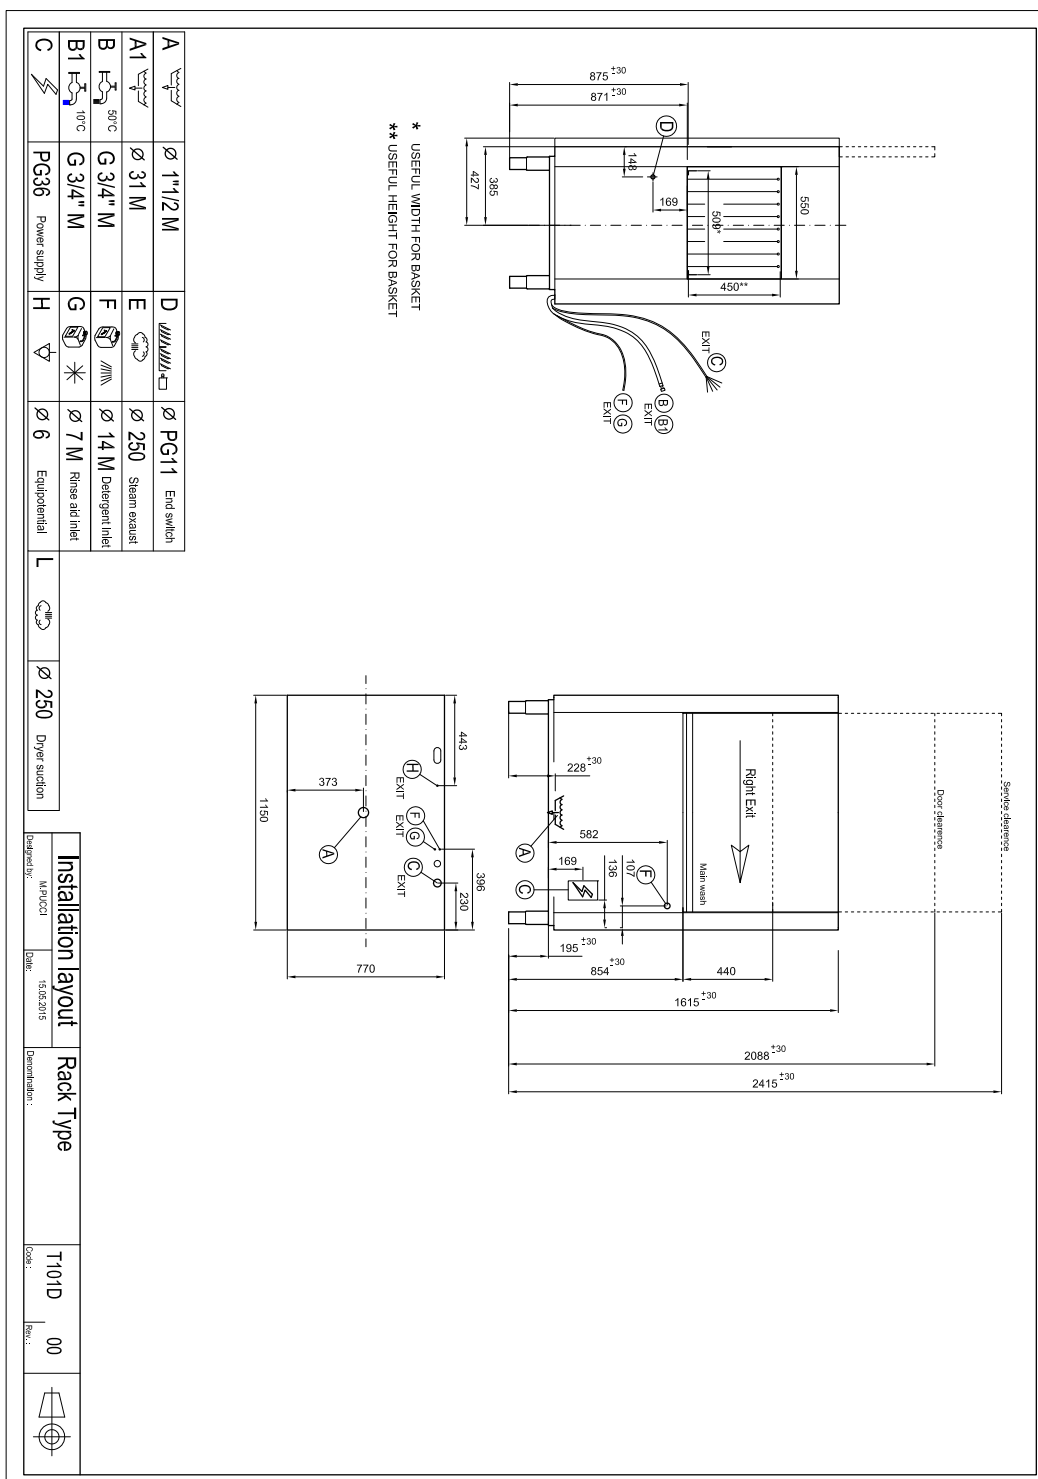 875 ±30
871 ±30
D
148
169
385
427
550
509*
450**
C
EXIT
B B1
EXIT
F G
EXIT
* USEFUL WIDTH FOR BASKET
** USEFUL HEIGHT FOR BASKET
Service clearence
Door clearence
Right Exit
Main wash
228 ±30
A
582
169
C
136
107
F
195 ±30
854 ±30
440
1615 ±30
2088 ±30
2415 ±30
443
H
EXIT
373
F G
EXIT
C
EXIT
A
1150
396
230
770
A Ø 1"1/2 M D Ø PG11 End switch
A1 Ø 31 M E Ø 250 Steam exaust
B 50°C G 3/4" M F Ø 14 M Detergent inlet
B1 10°C G 3/4" M G Ø 7 M Rinse aid inlet
C PG36 Power supply H Ø 6 Equipotential L Ø 250 Dryer suction
Installation layout
Rack Type
T101D
00
Designed by: M.PUCCI
Date: 15.05.2015
Denomination :
Code :
Rev. :